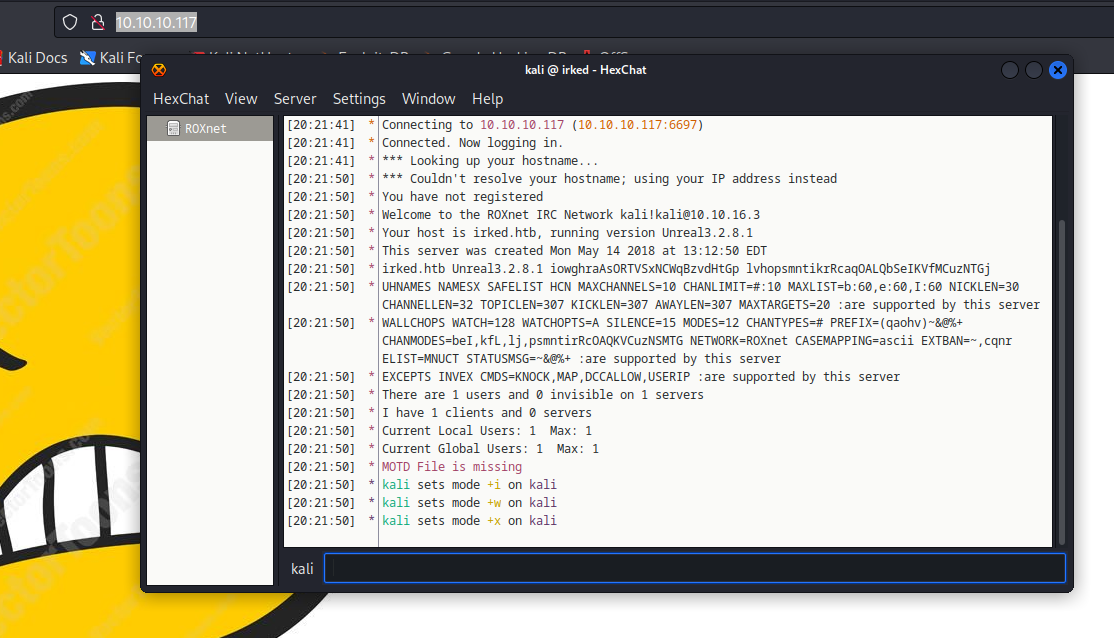 10.10.10.117
Kali Docs Kali Fo
kali @ irked - HexChat
HexChat View Server Settings Window Help
ROXnet
[20:21:41] * Connecting to 10.10.10.117 (10.10.10.117:6697)
[20:21:41] * Connected. Now logging in.
[20:21:41] * *** Looking up your hostname...
[20:21:50] * *** Couldn't resolve your hostname; using your IP address instead
[20:21:50] * You have not registered
[20:21:50] * Welcome to the ROXnet IRC Network kali!kali@10.10.16.3
[20:21:50] * Your host is irked.htb, running version Unreal3.2.8.1
[20:21:50] * This server was created Mon May 14 2018 at 13:12:50 EDT
[20:21:50] * irked.htb Unreal3.2.8.1 iowghraAsORTVSxNCWqBzvdHtGp lvhopsmntikrRcaqOALQbSeIKVfMCuzNTGj
[20:21:50] * UHNAMES NAMESX SAFELIST HCN MAXCHANNELS=10 CHANLIMIT=#:10 MAXLIST=b:60,e:60,I:60 NICKLEN=30
CHANNELLEN=32 TOPICLEN=307 KICKLEN=307 AWAYLEN=307 MAXTARGETS=20 :are supported by this server
[20:21:50] * WALLCHOPS WATCH=128 WATCHOPTS=A SILENCE=15 MODES=12 CHANTYPES=# PREFIX=(qaohv)~&@%+
CHANMODES=beI,kfL,lj,psmntirRcOAQKVCuzNSMTG NETWORK=ROXnet CASEMAPPING=ascii EXTBAN=~,cqnr
ELIST=MNUCT STATUSMSG=~&@%+ :are supported by this server
[20:21:50] * EXCEPTS INVEX CMDS=KNOCK,MAP,DCCALLOW,USERIP :are supported by this server
[20:21:50] * There are 1 users and 0 invisible on 1 servers
[20:21:50] * I have 1 clients and 0 servers
[20:21:50] * Current Local Users: 1 Max: 1
[20:21:50] * Current Global Users: 1 Max: 1
[20:21:50] * MOTD File is missing
[20:21:50] * kali sets mode +i on kali
[20:21:50] * kali sets mode +w on kali
[20:21:50] * kali sets mode +x on kali
kali